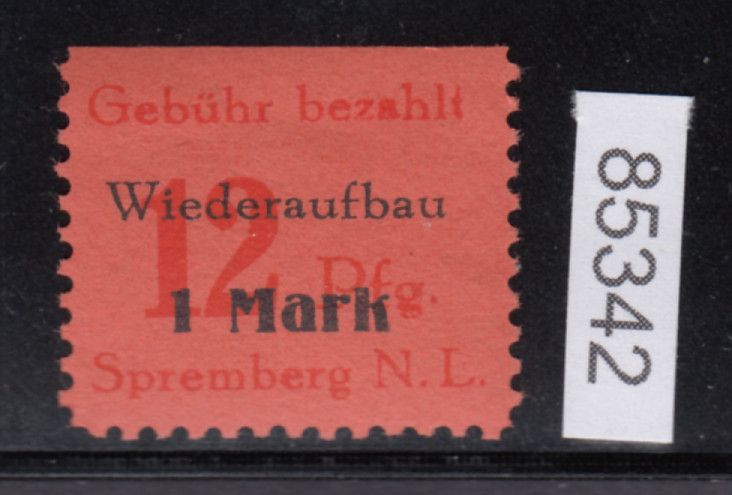 Gebühr bezahlt
Wiederaufbau
12 Pfg.
1 Mark
Spremberg N.L.
85342